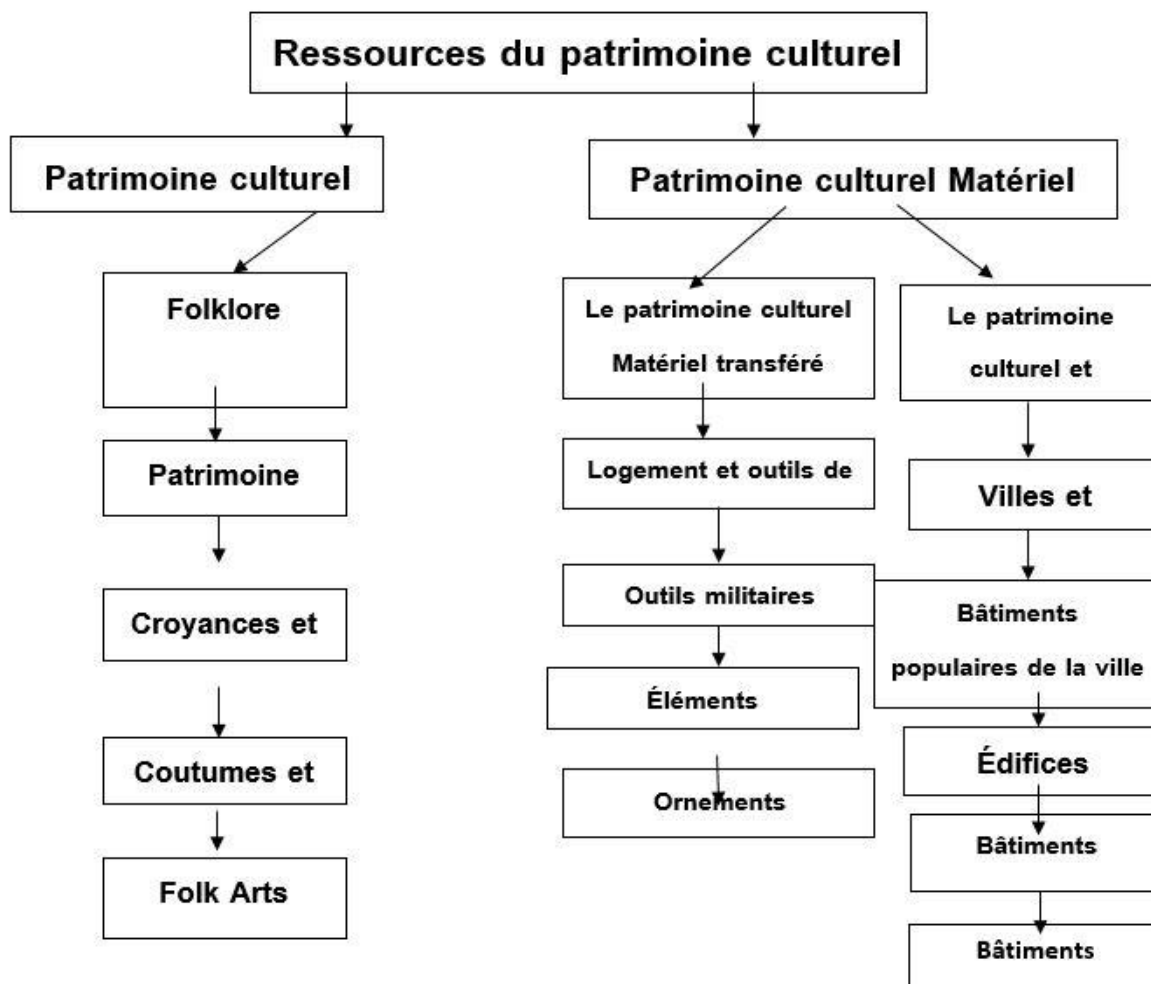 Ressources du patrimoine culturel
Patrimoine culturel
Patrimoine culturel Matériel
Folklore
Patrimoine
Croyances et
Coutumes et
Folk Arts
Le patrimoine culturel
Matériel transféré
Logement et outils de
Outils militaires
Éléments
Ornements
Le patrimoine
culturel et
Villes et
Bâtiments
populaires de la ville
Édifices
Bâtiments
Bâtiments